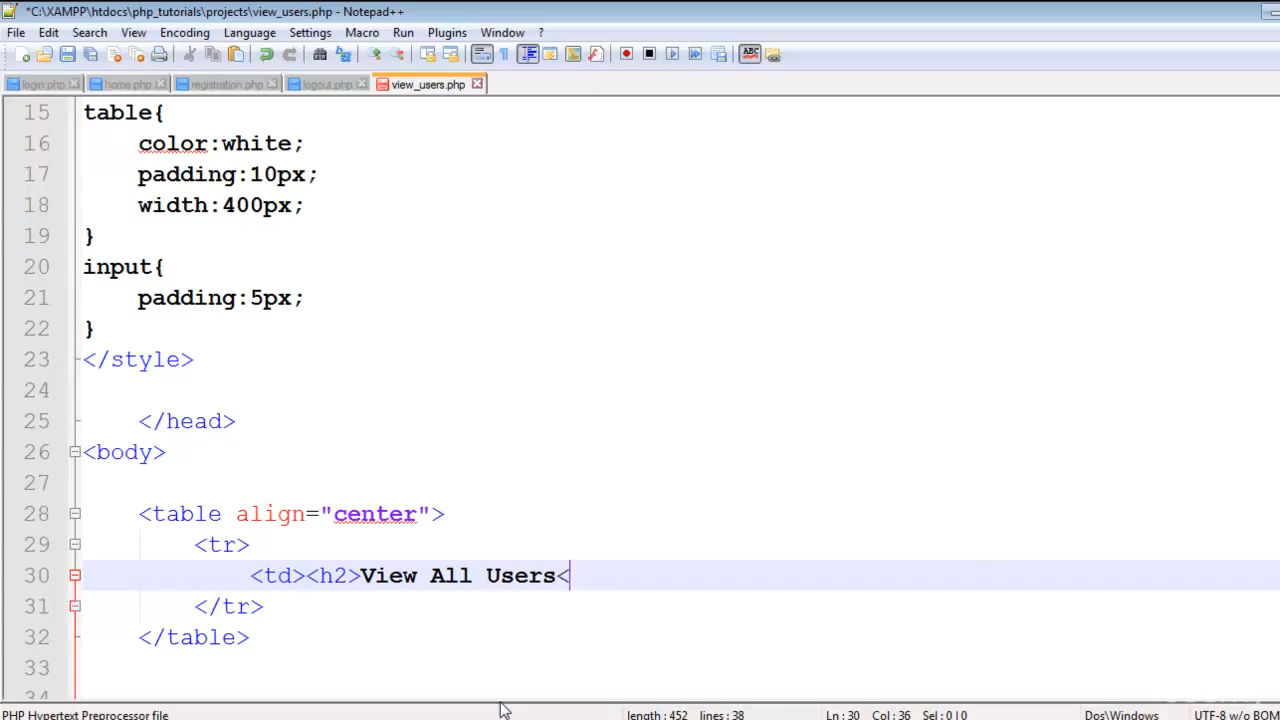 *C:\XAMPP\htdocs\php_tutorials\projects\view_users.php - Notepad++
File Edit Search View Encoding Language Settings Macro Run Plugins Window ?
login.php home.php registration.php logout.php view_users.php
15 table{
16 color:white;
17 padding:10px;
18 width:400px;
19 }
20 input{
21 padding:5px;
22 }
23 </style>
24
25 </head>
26 <body>
27
28 <table align="center">
29 <tr>
30 <td><h2>View All Users<
31 </tr>
32 </table>
33
34
PHP Hypertext Preprocessor file length : 452 lines : 38 Ln : 30 Col : 36 Sel : 0 | 0 Dos\Windows UTF-8 w/o BOM